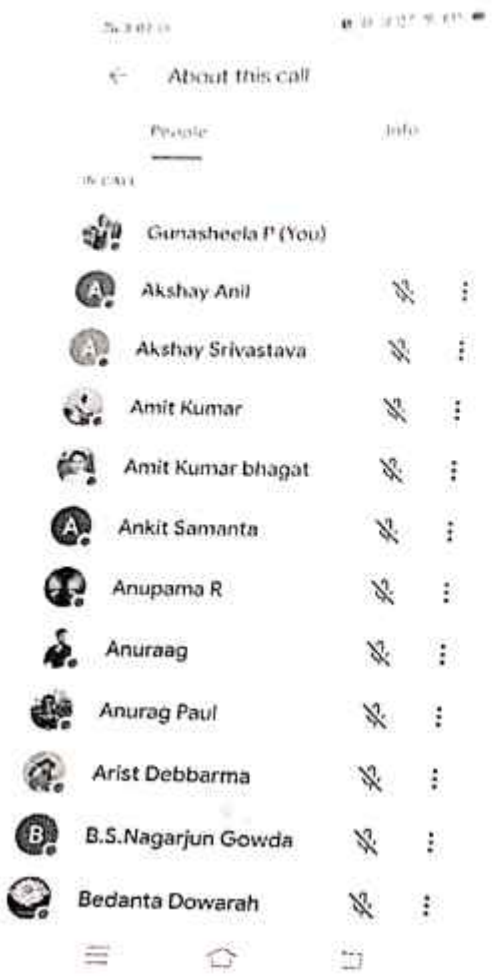 About this call
People Info
IN CALL
Gunasheela P (You)
A Akshay Anil
A Akshay Srivastava
Amit Kumar
Amit Kumar bhagat
A Ankit Samanta
Anupama R
Anuraag
Anurag Paul
Arist Debbarma
B B.S.Nagarjun Gowda
Bedanta Dowarah